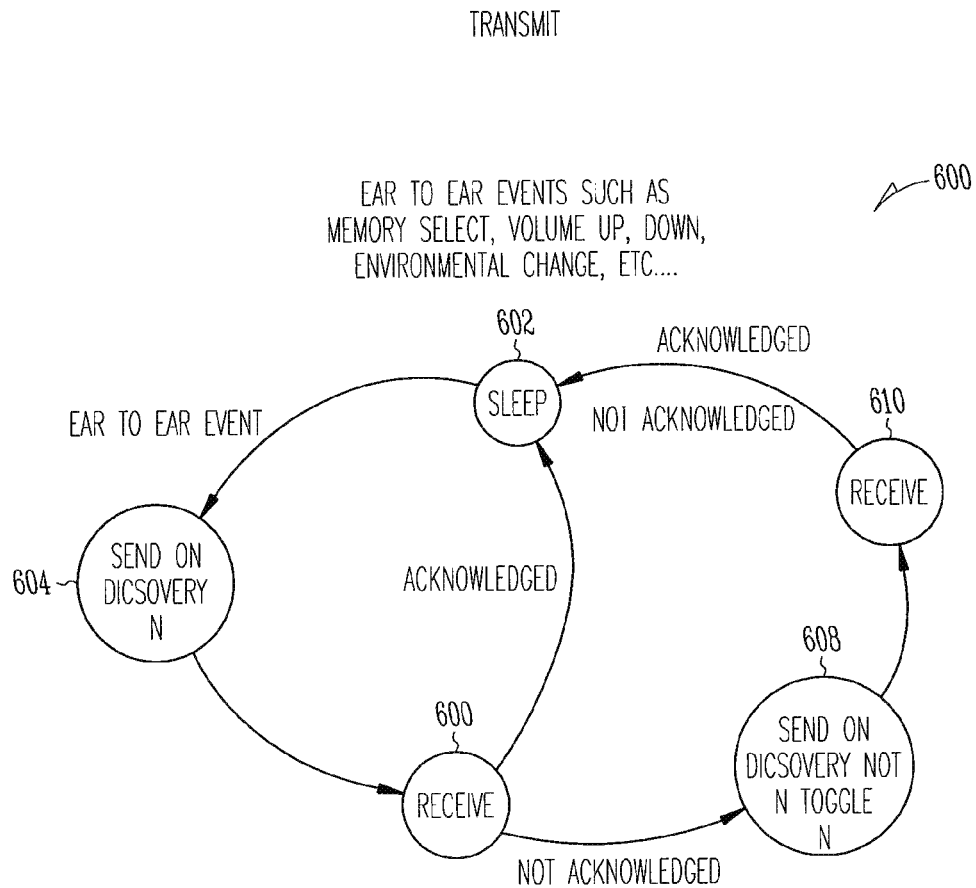 TRANSMIT
600
EAR TO EAR EVENTS SUCH AS
MEMORY SELECT, VOLUME UP, DOWN,
ENVIRONMENTAL CHANGE, ETC....
602
SLEEP
ACKNOWLEDGED
NOT ACKNOWLEDGED
610
RECEIVE
EAR TO EAR EVENT
604
SEND ON
DICSOVERY
N
ACKNOWLEDGED
608
SEND ON
DICSOVERY NOT
N TOGGLE
N
600
RECEIVE
NOT ACKNOWLEDGED